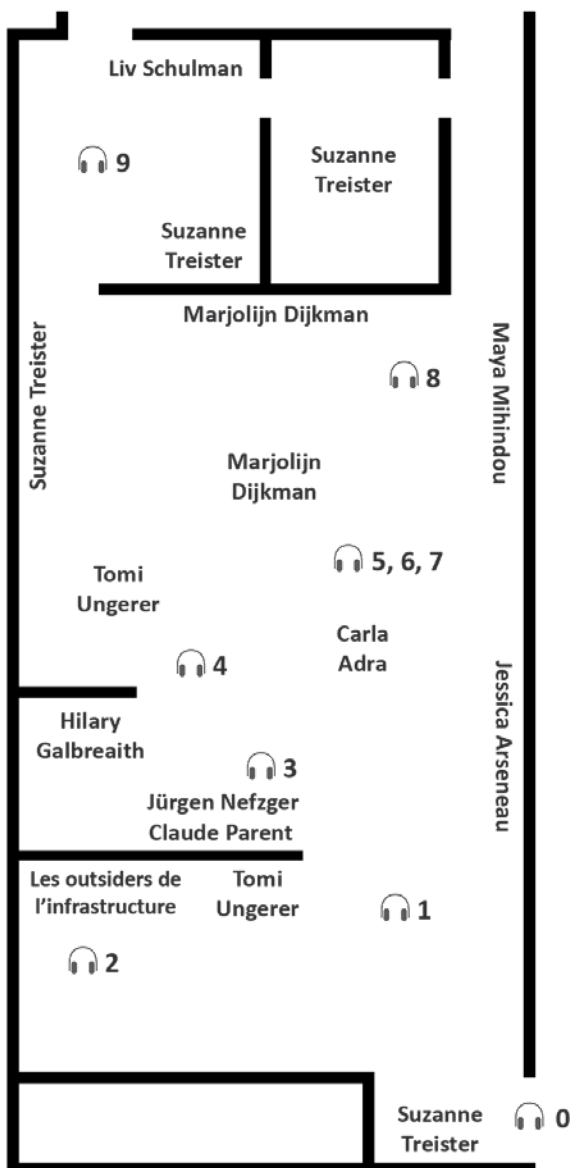 Liv Schulman
9
Suzanne
Treister
Suzanne
Treister
Marjolijn Dijkman
Suzanne Treister
Maya Mihindou
8
Marjolijn
Dijkman
5, 6, 7
Tomi
Ungerer
Carla
Adra
4
Jessica Arseneau
Hilary
Galbreaith
3
Jürgen Nefzger
Claude Parent
Les outsiders de
l’infrastructure
Tomi
Ungerer
1
2
Suzanne
Treister
0